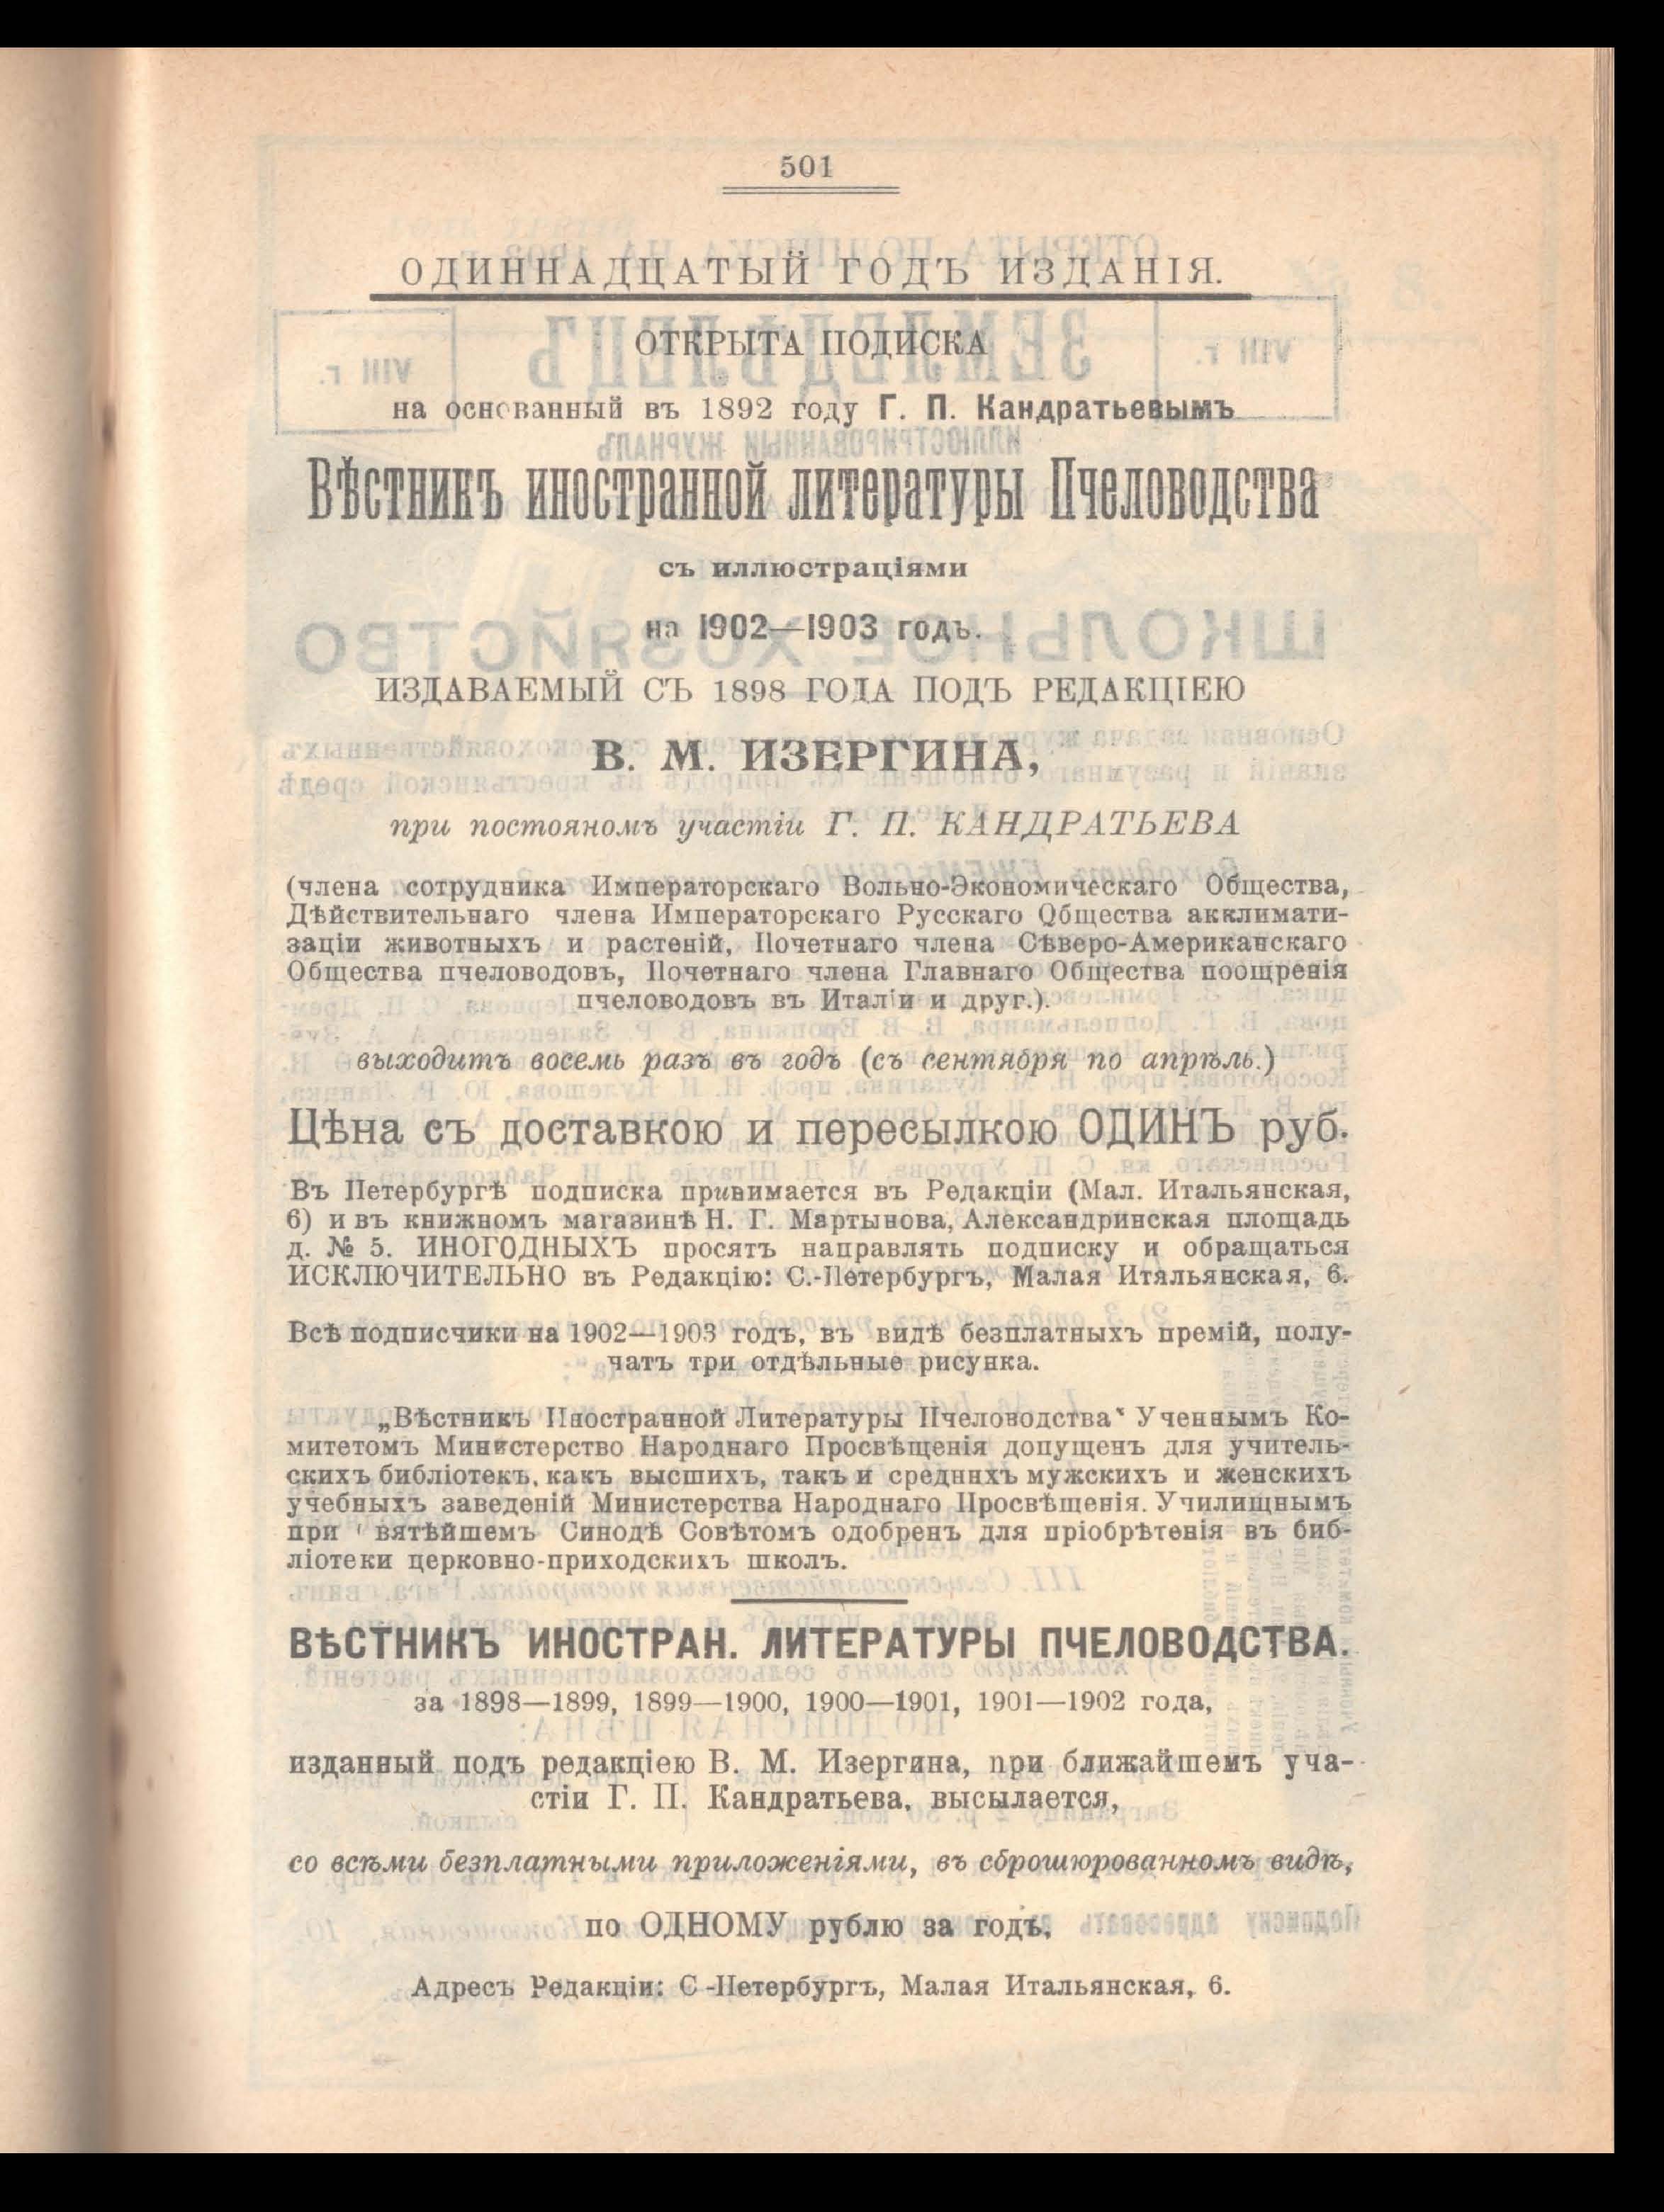 501
ОДИННАДЦАТЫЙ ГОДЪ ИЗДАНІЯ.
ОТКРЫТА ПОДИСКА
на основанный въ 1892 году Г. П. Кандратьевымъ
Вѣстникъ иностранной литературы Пчеловодства
съ иллюстраціями
на 1902—1903 годъ.
ИЗДАВАЕМЫЙ СЪ 1898 ГОДА ПОДЪ РЕДАКЦІЕЮ
В. М. ИЗЕРГИНА,
при постояномъ участіи Г. П. КАНДРАТЬЕВА
(члена сотрудника Императорскаго Вольно-Экономическаго Общества,
Дѣйствительнаго члена Императорскаго Русскаго Общества акклимати-
заціи животныхъ и растеній, Почетнаго члена Сѣверо-Американскаго
Общества пчеловодовъ, Почетнаго члена Главнаго Общества поощренія
пчеловодовъ въ Италіи и друг.).
выходитъ восемь разъ въ годъ (съ сентября по апрѣль.)
Цѣна съ доставкою и пересылкою ОДИНЪ руб.
Въ Петербургѣ подписка принимается въ Редакціи (Мал. Итальянская,
6) и въ книжномъ магазинѣ Н. Г. Мартынова, Александринская площадь
д. № 5. ИНОГОДНЫХЪ просятъ направлять подписку и обращаться
ИСКЛЮЧИТЕЛЬНО въ Редакцію: С.-Петербургъ, Малая Итяльянская, 6.
Всѣ подписчики на 1902—1903 годъ, въ видѣ безплатныхъ премій, полу-
чатъ три отдѣльные рисунка.
„Вѣстникъ Иностранной Литературы Пчеловодства“ Ученнымъ Ко-
митетомъ Министерство Народнаго Просвѣщенія допущенъ для учитель-
скихъ библіотекъ, какъ высшихъ, такъ и среднихъ мужскихъ и женскихъ
учебныхъ заведеній Министерства Народнаго Просвѣщенія. Училищнымъ
при вятѣйшемъ Синодѣ Совѣтомъ одобренъ для пріобрѣтенія въ биб-
ліотеки церковно-приходскихъ школъ.
ВѢСТНИКЪ ИНОСТРАН. ЛИТЕРАТУРЫ ПЧЕЛОВОДСТВА.
за 1898—1899, 1899—1900, 1900—1901, 1901—1902 года,
изданный подъ редакціею В. М. Изергина, при ближайшемъ уча-
стіи Г. П. Кандратьева, высылается,
со всѣми безплатными приложеніями, въ сброшюрованномъ видѣ,
по ОДНОМУ рублю за годъ,
Адресъ Редакціи: С-Петербургъ, Малая Итальянская, 6.